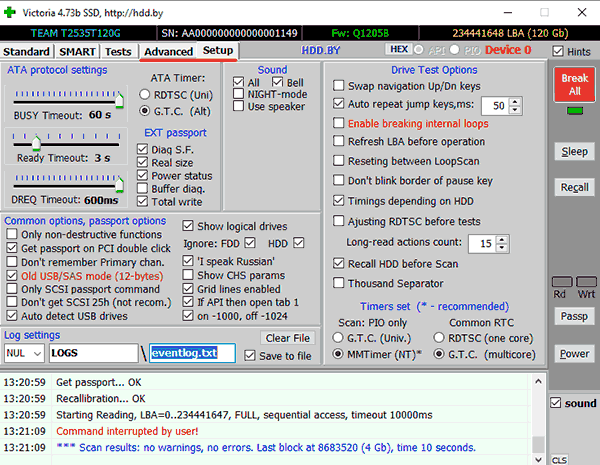 Victoria 4.73b SSD, http://hdd.by
TEAM T2535T120G SN: AA000000000000001149 Fw: Q1205B 234441648 LBA (120 Gb)
Standard SMART Tests Advanced Setup HDD.BY HEX API PIO Device 0 Hints
ATA protocol settings
BUSY Timeout: 60 s
Ready Timeout: 3 s
DREQ Timeout: 600ms
ATA Timer:
RDTSC (Uni)
G.T.C. (Alt)
EXT passport
Diag S.F.
Real size
Power status
Buffer diag.
Total write
Sound
All Bell
NIGHT-mode
Use speaker
Drive Test Options
Swap navigation Up/Dn keys
Auto repeat jump keys,ms: 50
Enable breaking internal loops
Refresh LBA before operation
Reseting between LoopScan
Don't blink border of pause key
Timings depending on HDD
Ajusting RDTSC before tests
Long-read actions count: 15
Recall HDD before Scan
Thousand Separator
Timers set (* - recommended)
Scan: PIO only Common RTC
G.T.C. (Univ.) RDTSC (one core)
MMTimer (NT)* G.T.C. (multicore)
Common options, passport options
Only non-destructive functions
Get passport on PCI double click
Don't remember Primary chan.
Old USB/SAS mode (12-bytes)
Only SCSI passport command
Don't get SCSI 25h (not recom.)
Auto detect USB drives
Show logical drives
Ignore: FDD HDD
'I speak Russian'
Show CHS params
Grid lines enabled
If API then open tab 1
on -1000, off -1024
Log settings
NUL LOGS \ eventlog.txt
Clear File
Save to file
Break
All
Sleep
Recall
Rd Wrt
Passp
Power
sound
CLS
13:20:59 Get passport... OK
13:20:59 Recallibration... OK
13:20:59 Starting Reading, LBA=0..234441647, FULL, sequential access, timeout 10000ms
13:21:09 Command interrupted by user!
13:21:09 *** Scan results: no warnings, no errors. Last block at 8683520 (4 Gb), time 10 seconds.